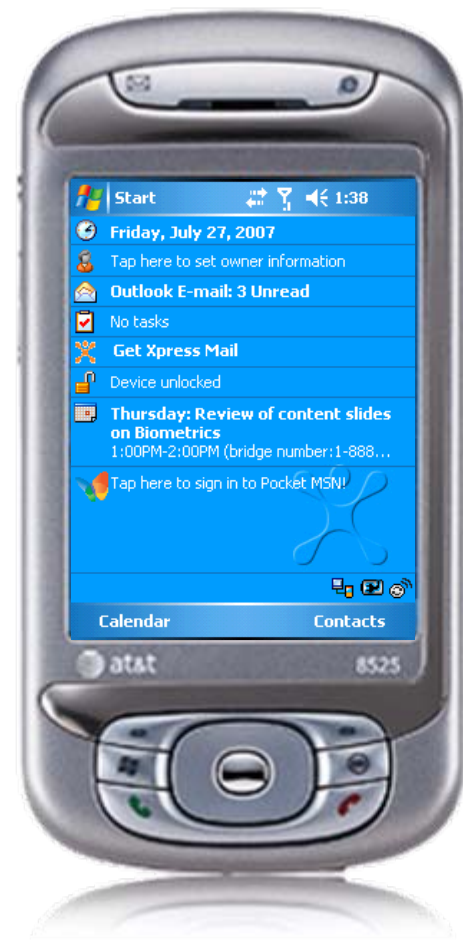 Start 1:38
Friday, July 27, 2007
Tap here to set owner information
Outlook E-mail: 3 Unread
No tasks
Get Xpress Mail
Device unlocked
Thursday: Review of content slides
on Biometrics
1:00PM-2:00PM (bridge number:1-888...
Tap here to sign in to Pocket MSN!
Calendar Contacts
at&t 8525